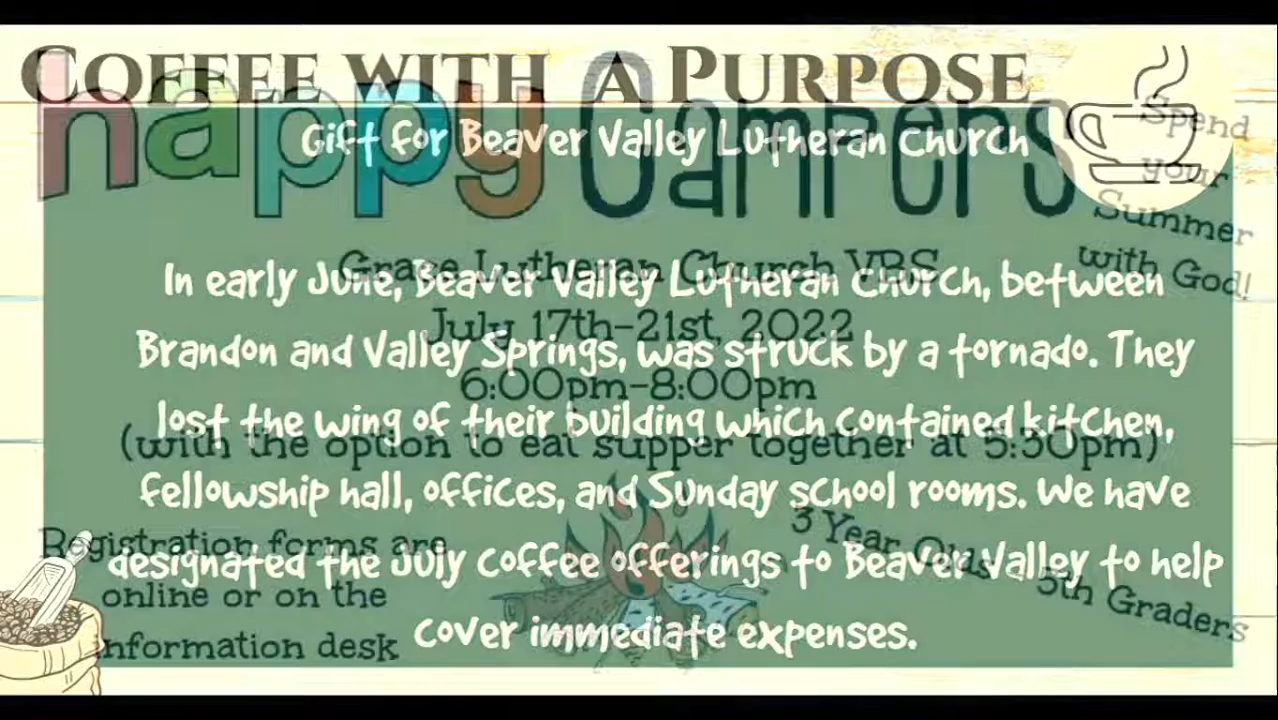 COFFEE WITH A PURPOSE
Gift for Beaver Valley Lutheran Church
In early June, Beaver Valley Lutheran Church, between
Brandon and Valley Springs, was struck by a tornado. They
lost the wing of their building which contained kitchen,
fellowship hall, offices, and Sunday school rooms. We have
designated the July coffee offerings to Beaver Valley to help
cover immediate expenses.
happy Campers
Spend
your
Summer
with God!
Grace Lutheran Church VBS
July 17th-21st, 2022
6:00pm-8:00pm
(with the option to eat supper together at 5:30pm)
Registration forms are
online or on the
information desk
3 Year Olds - 5th Graders